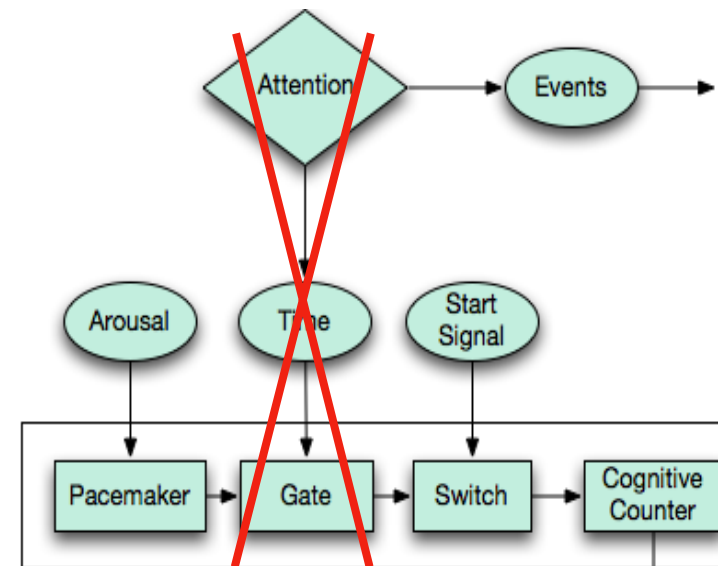 Attention
Events
Arousal
Time
Start
Signal
Pacemaker
Gate
Switch
Cognitive
Counter